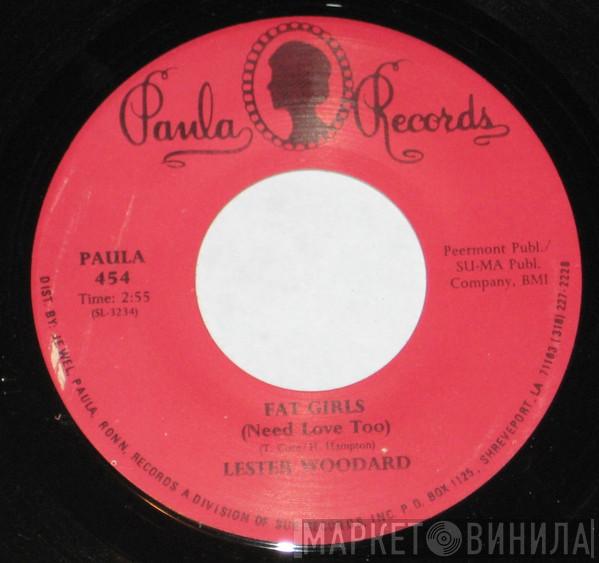 Paula Records
PAULA
454
Time: 2:55
(SL-3234)
Peermont Publ./
SU-MA Publ.
Company, BMI
FAT GIRLS
(Need Love Too)
Hampton)
LESTER WOODARD
DIST. BY: JEWEL, PAULA, RONN, RECORDS A DIVISION OF INC. P.O. BOX 1125, SHREVEPORT, LA 71163 (318) 227-2228
МАРКЕТ ВИНИЛА